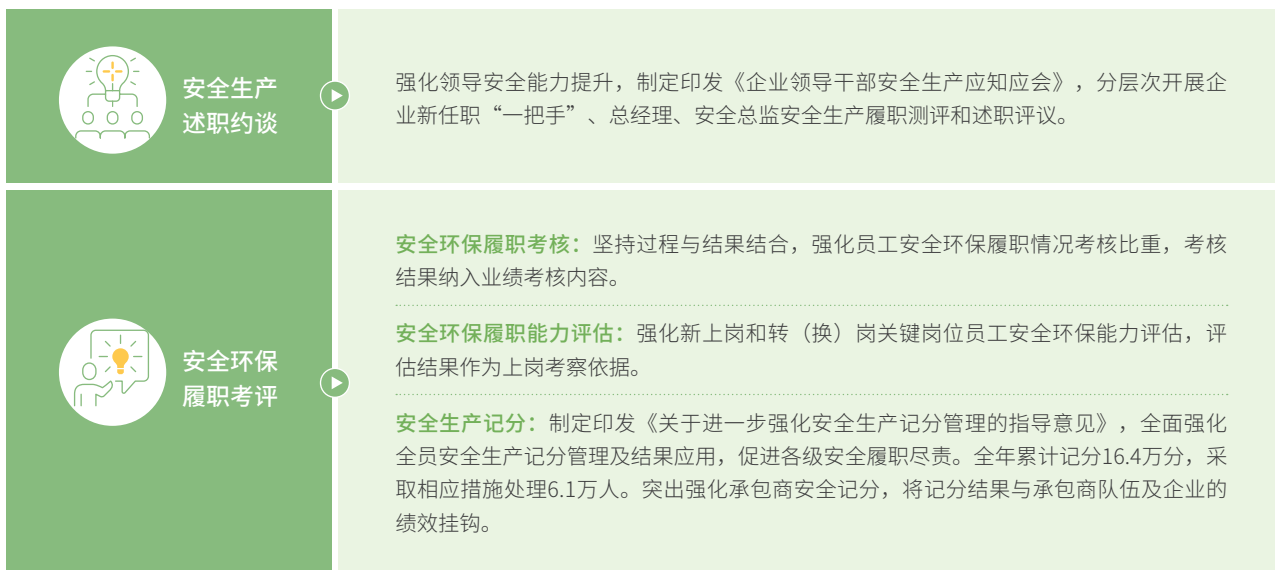 安全生产
述职约谈
强化领导安全能力提升，制定印发《企业领导干部安全生产应知应会》，分层次开展企
业新任职“一把手”、总经理、安全总监安全生产履职测评和述职评议。
安全环保
履职考评
安全环保履职考核：坚持过程与结果结合，强化员工安全环保履职情况考核比重，考核
结果纳入业绩考核内容。
安全环保履职能力评估：强化新上岗和转（换）岗关键岗位员工安全环保能力评估，评
估结果作为上岗考察依据。
安全生产记分：制定印发《关于进一步强化安全生产记分管理的指导意见》，全面强化
全员安全生产记分管理及结果应用，促进各级安全履职尽责。全年累计记分16.4万分，采
取相应措施处理6.1万人。突出强化承包商安全记分，将记分结果与承包商队伍及企业的
绩效挂钩。